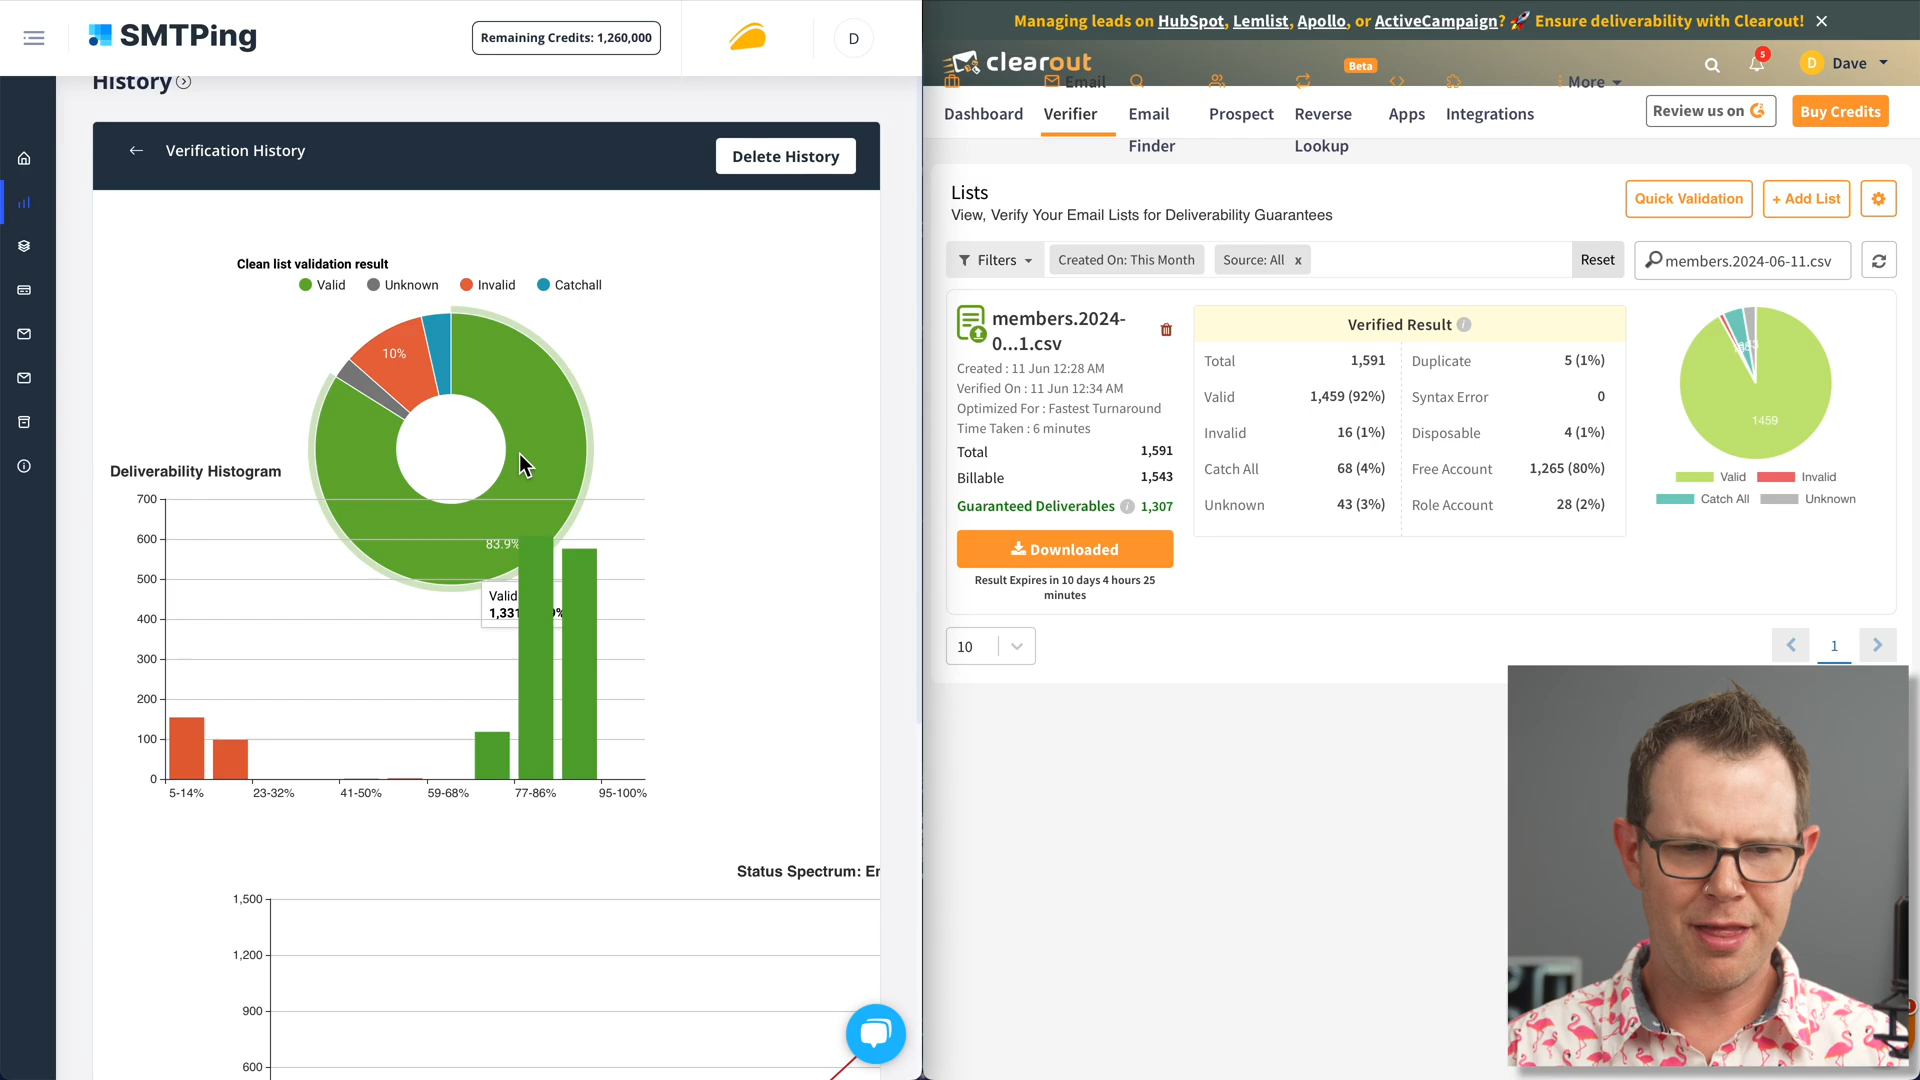 SMTPing
Remaining Credits: 1,260,000
D
History
Verification History
Delete History
Clean list validation result
Valid
Unknown
Invalid
Catchall
10%
83.9%
Valid
Deliverability Histogram
700
600
500
400
300
200
100
0
5-14%
23-32%
41-50%
59-68%
77-86%
95-100%
Status Spectrum: Er
1,500
1,200
900
600
Managing leads on HubSpot, Lemlist, Apollo, or ActiveCampaign? 🚀 Ensure deliverability with Clearout!
clearout
5
D Dave
Dashboard
Email
Verifier
Email
Finder
Prospect
Beta
Reverse
Lookup
Apps
Integrations
More
Review us on
Buy Credits
Lists
View, Verify Your Email Lists for Deliverability Guarantees
Quick Validation
+ Add List
Filters
Created On: This Month
Source: All x
Reset
members.2024-06-11.csv
members.2024-
0...1.csv
Created : 11 Jun 12:28 AM
Verified On : 11 Jun 12:34 AM
Optimized For : Fastest Turnaround
Time Taken : 6 minutes
Total 1,591
Billable 1,543
Guaranteed Deliverables 1,307
Downloaded
Result Expires in 10 days 4 hours 25
minutes
Verified Result
Total 1,591
Duplicate 5 (1%)
Valid 1,459 (92%)
Syntax Error 0
Invalid 16 (1%)
Disposable 4 (1%)
Catch All 68 (4%)
Free Account 1,265 (80%)
Unknown 43 (3%)
Role Account 28 (2%)
1459
Valid
Invalid
Catch All
Unknown
10
1